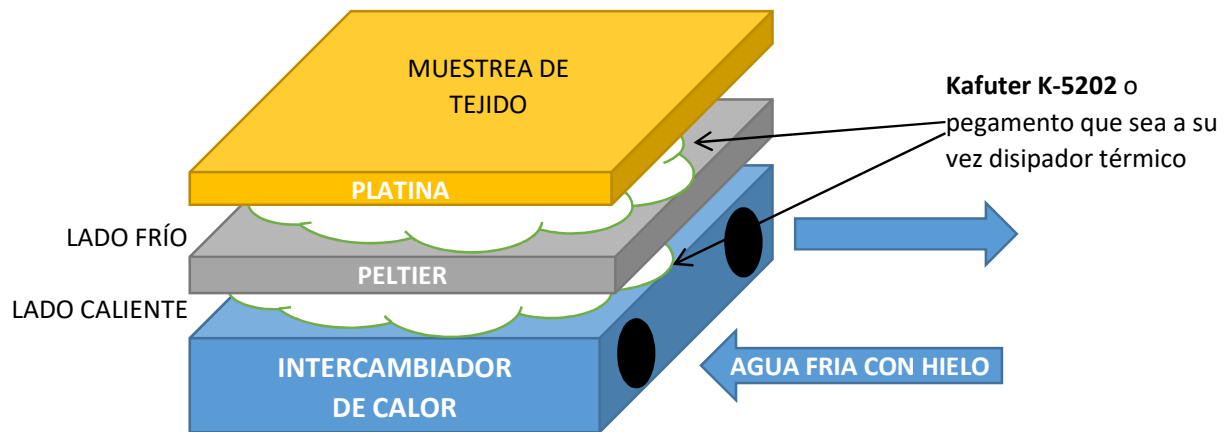 MUESTREA DE
TEJIDO
PLATINA
Kafuter K-5202 o
pegamento que sea a su
vez disipador térmico
LADO FRÍO
PELTIER
LADO CALIENTE
INTERCAMBIADOR
DE CALOR
AGUA FRIA CON HIELO